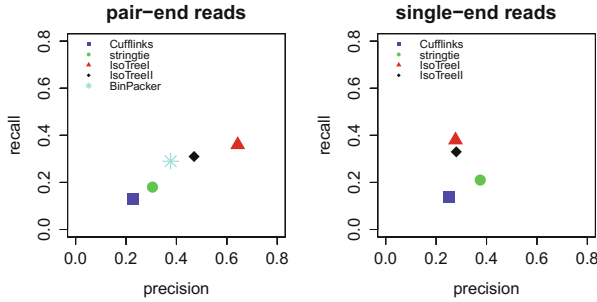 pair-end reads
0.8
0.6
0.4
0.2
0.0
recall
Cufflinks
stringtie
IsoTreeI
IsoTreeII
BinPacker
0.0 0.2 0.4 0.6 0.8
precision
single-end reads
0.8
0.6
0.4
0.2
0.0
recall
Cufflinks
stringtie
IsoTreeI
IsoTreeII
0.0 0.2 0.4 0.6 0.8
precision